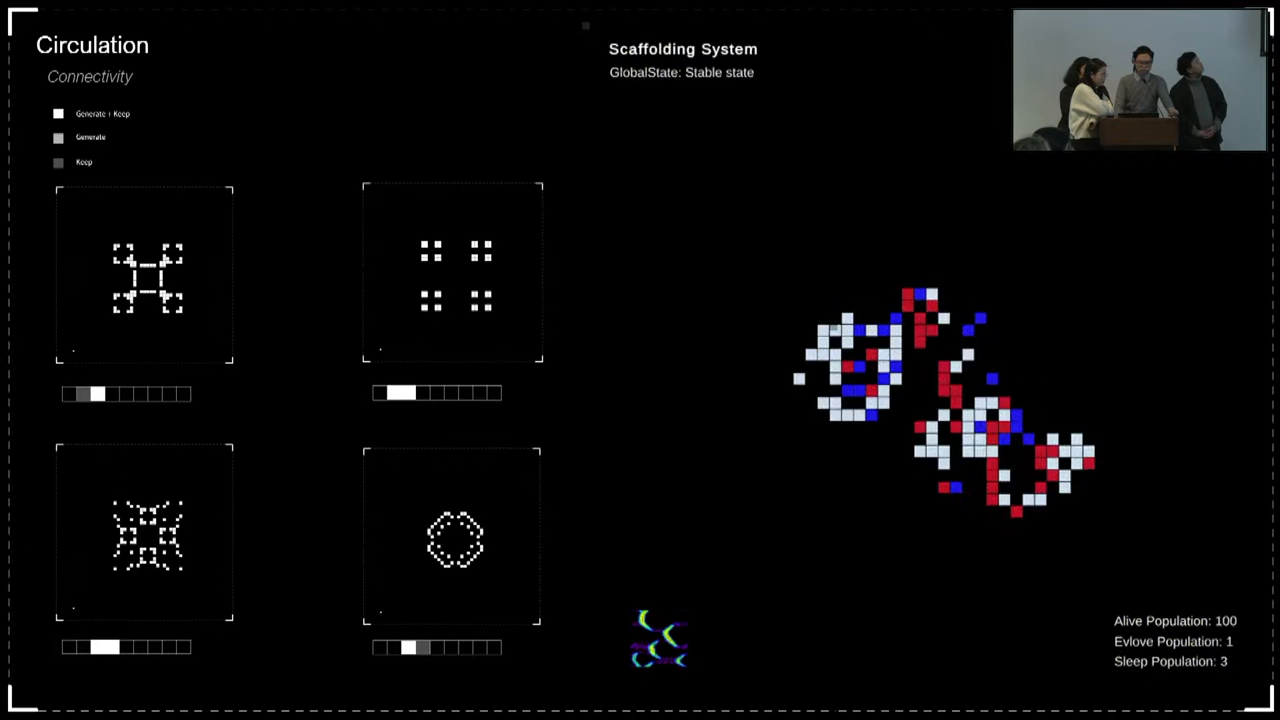 Circulation
Connectivity
Generate + Keep
Generate
Keep
Scaffolding System
GlobalState: Stable state
Alive Population: 100
Evlove Population: 1
Sleep Population: 3